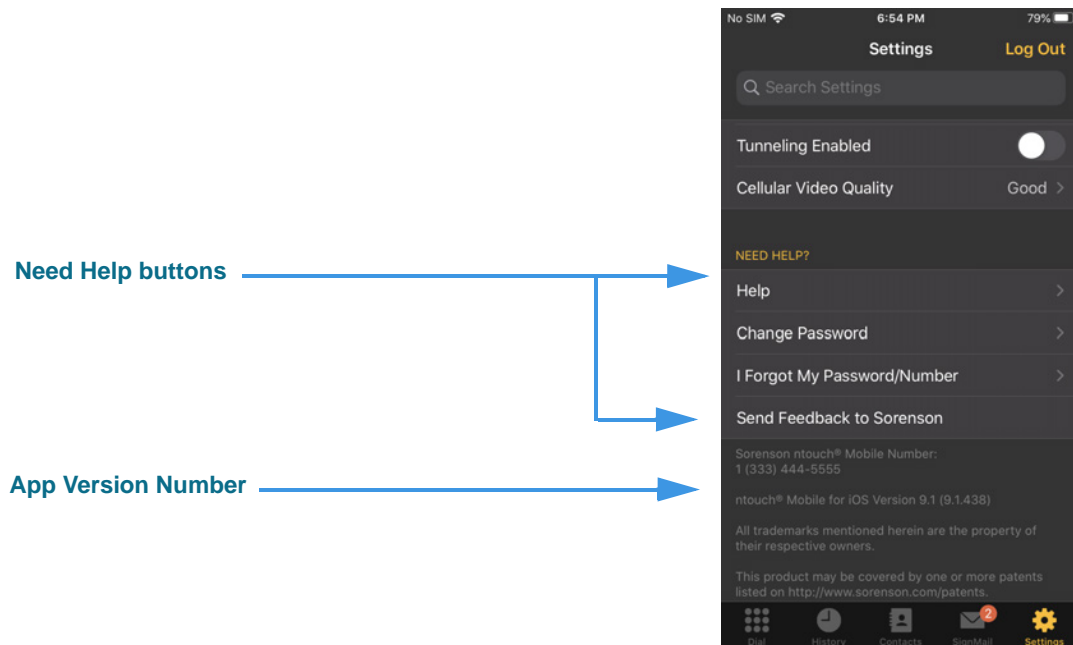 No SIM 6:54 PM 79%
Settings Log Out
Search Settings
Tunneling Enabled
Cellular Video Quality Good
NEED HELP?
Need Help buttons
Help
Change Password
I Forgot My Password/Number
Send Feedback to Sorenson
Sorenson ntouch® Mobile Number:
1 (333) 444-5555
App Version Number
ntouch® Mobile for iOS Version 9.1 (9.1.438)
All trademarks mentioned herein are the property of
their respective owners.
This product may be covered by one or more patents
listed on http://www.sorenson.com/patents.
2
Dial History Contacts SignMail Settings